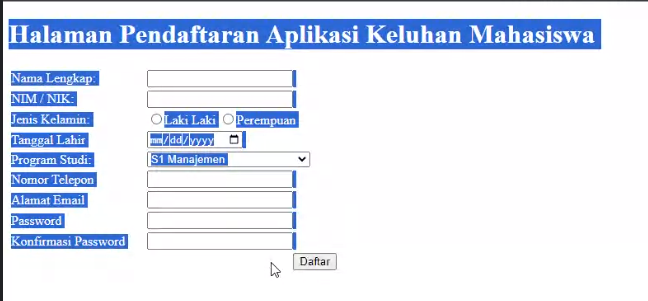 Halaman Pendaftaran Aplikasi Keluhan Mahasiswa
Nama Lengkap:
NIM / NIK:
Jenis Kelamin: Laki Laki Perempuan
Tanggal Lahir mm/dd/yyyy
Program Studi: S1 Manajemen
Nomor Telepon
Alamat Email
Password
Konfirmasi Password
Daftar